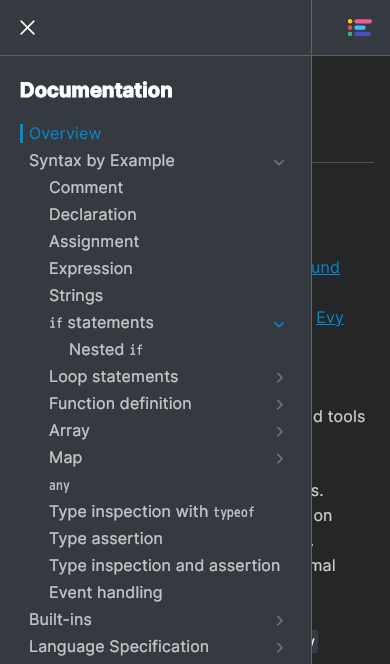 Documentation
Overview
Syntax by Example
Comment
Declaration
Assignment
Expression
Strings
if statements
Nested if
Loop statements
Function definition
Array
Map
any
Type inspection with typeof
Type assertion
Type inspection and assertion
Event handling
Built-ins
Language Specification
und
Evy
d tools
s.
on
.
mal
y